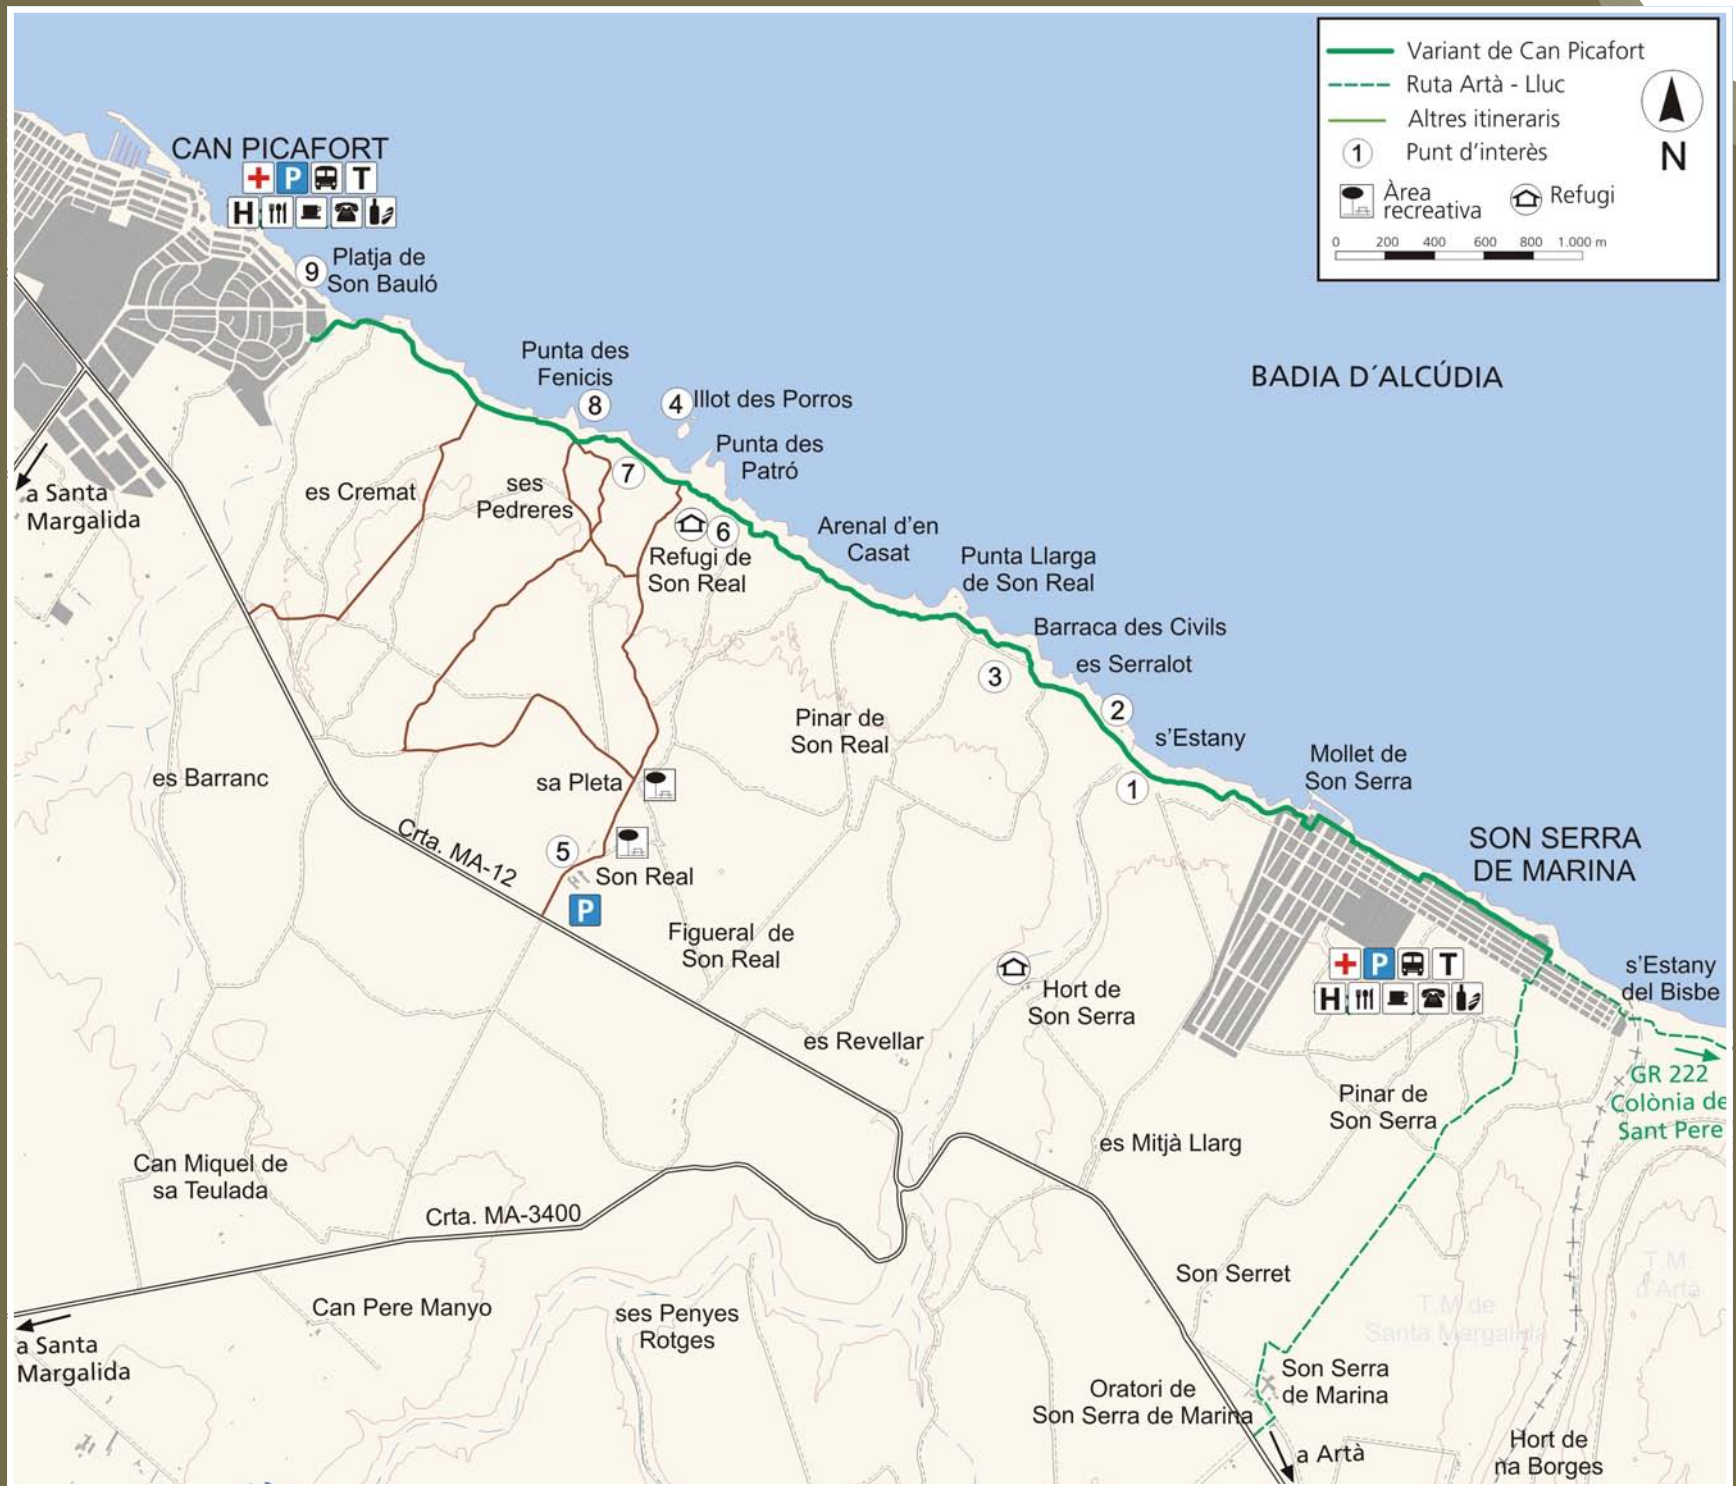 Variant de Can Picafort
Ruta Artà - Lluc
Altres itineraris
1 Punt d'interès
N
Àrea
recreativa
Refugi
0 200 400 600 800 1.000 m
CAN PICAFORT
P T
H
9 Platja de
Son Bauló
Punta des
Fenicis
8
4 Illot des Porros
Punta des
Patró
BADIA D´ALCÚDIA
a Santa
Margalida
es Cremat
ses
Pedreres
7
6
Refugi de
Son Real
Arenal d'en
Casat
Punta Llarga
de Son Real
Barraca des Civils
es Serralot
3
2
s'Estany
1
Mollet de
Son Serra
Pinar de
Son Real
es Barranc
sa Pleta
Crta. MA-12
5
Son Real
P
SON SERRA
DE MARINA
Figueral de
Son Real
P T
H
s'Estany
del Bisbe
Hort de
Son Serra
es Revellar
GR 222
Colònia de
Sant Pere
Pinar de
Son Serra
es Mitjà Llarg
Can Miquel de
sa Teulada
Crta. MA-3400
Son Serret
T.M.
d'Artà
T.M de
Santa Margalida
Can Pere Manyo
ses Penyes
Rotges
a Santa
Margalida
Son Serra
de Marina
Oratori de
Son Serra de Marina
a Artà
Hort de
na Borges